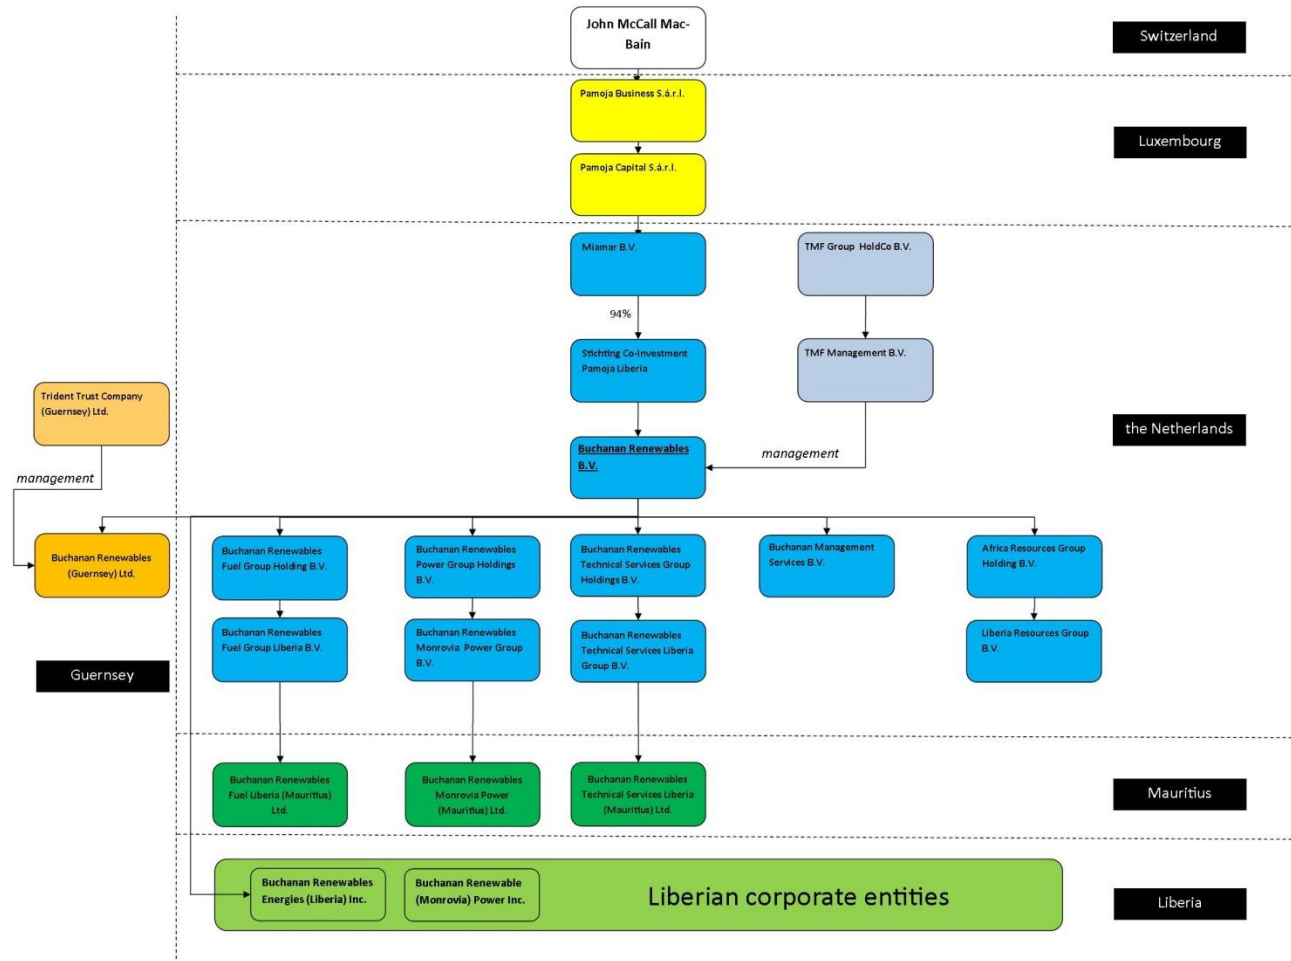 John McCall Mac-
Bain
Switzerland
Pamoja Business S.á.r.l.
Luxembourg
Pamoja Capital S.á.r.l.
Miamar B.V.
TMF Group HoldCo B.V.
94%
Stichting Co-Investment
Pamoja Liberia
TMF Management B.V.
Trident Trust Company
(Guernsey) Ltd.
the Netherlands
Buchanan Renewables
B.V.
management
management
Buchanan Renewables
(Guernsey) Ltd.
Buchanan Renewables
Fuel Group Holding B.V.
Buchanan Renewables
Power Group Holdings
B.V.
Buchanan Renewables
Technical Services Group
Holdings B.V.
Buchanan Management
Services B.V.
Africa Resources Group
Holding B.V.
Buchanan Renewables
Fuel Group Liberia B.V.
Buchanan Renewables
Monrovia Power Group
B.V.
Buchanan Renewables
Technical Services Liberia
Group B.V.
Liberia Resources Group
B.V.
Guernsey
Buchanan Renewables
Fuel Liberia (Mauritius)
Ltd.
Buchanan Renewables
Monrovia Power
(Mauritius) Ltd.
Buchanan Renewables
Technical Services Liberia
(Mauritius) Ltd.
Mauritius
Buchanan Renewables
Energies (Liberia) Inc.
Buchanan Renewable
(Monrovia) Power Inc.
Liberian corporate entities
Liberia